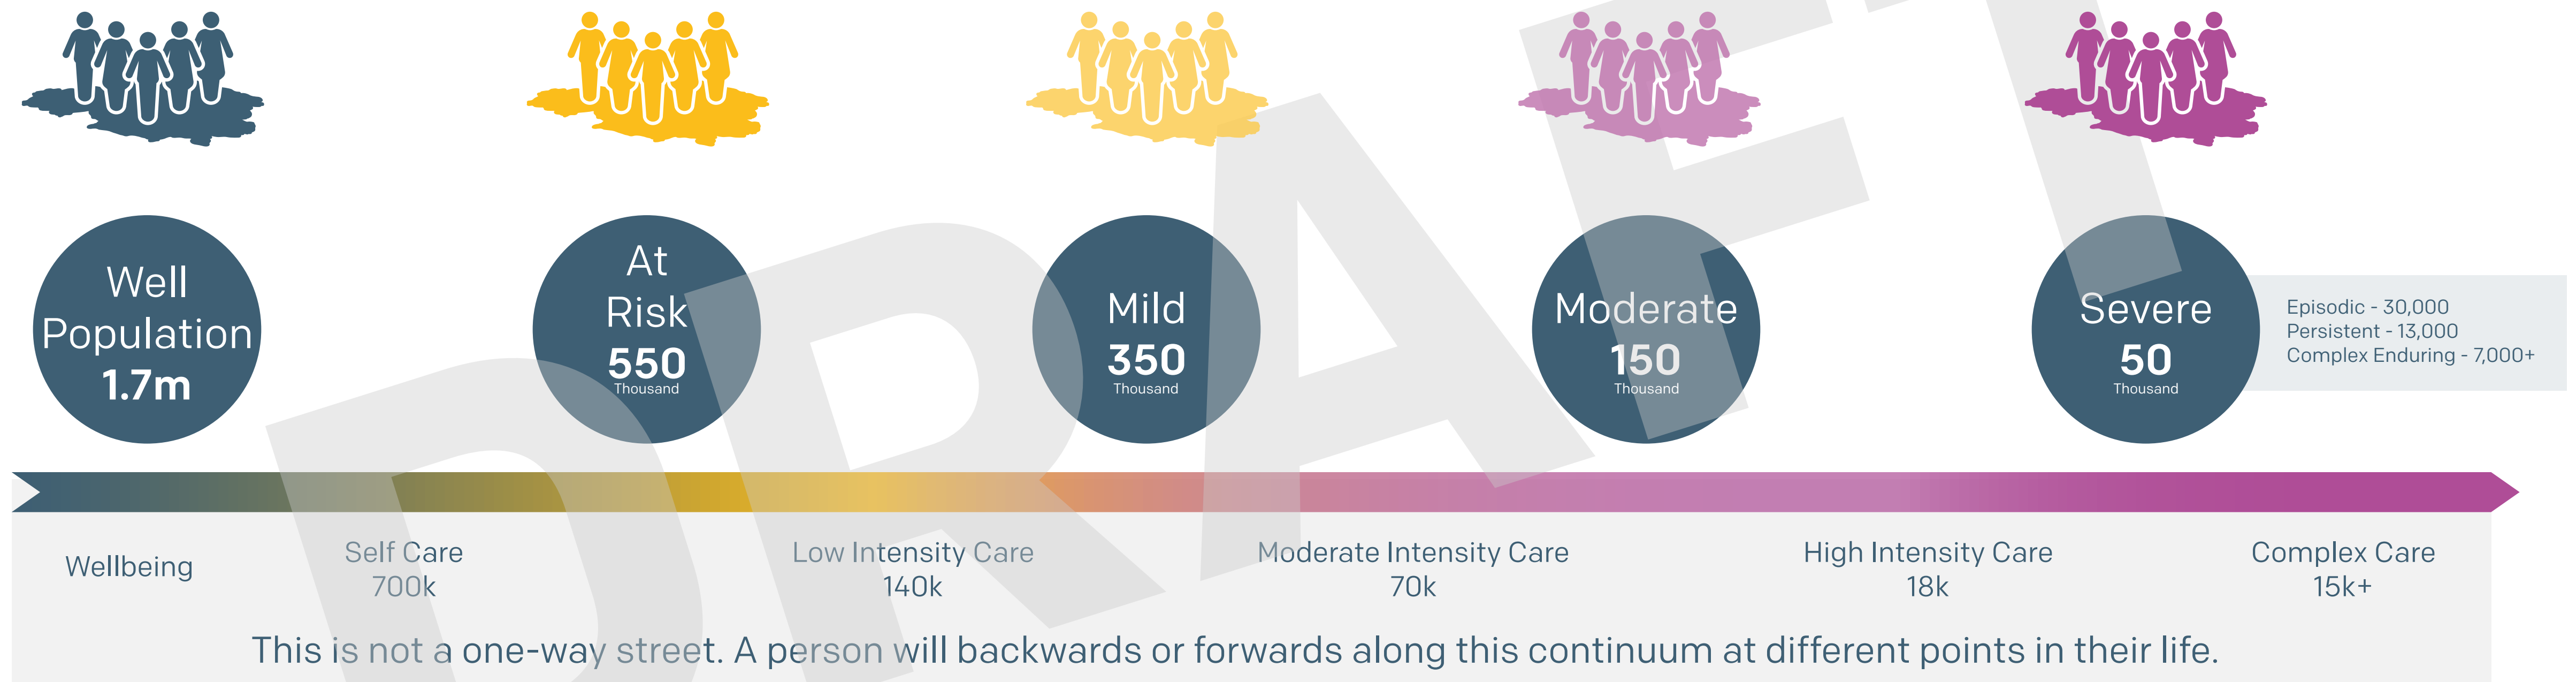 Well
Population
1.7m
At
Risk
550
Thousand
Mild
350
Thousand
Moderate
150
Thousand
Severe
50
Thousand
Episodic - 30,000
Persistent - 13,000
Complex Enduring - 7,000+
Wellbeing
Self Care
700k
Low Intensity Care
140k
Moderate Intensity Care
70k
High Intensity Care
18k
Complex Care
15k+
This is not a one-way street. A person will backwards or forwards along this continuum at different points in their life.
DRAFT